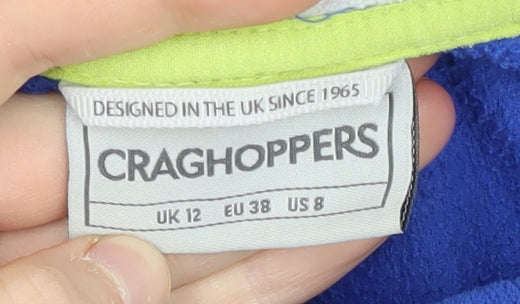 DESIGNED IN THE UK SINCE 1965
CRAGHOPPERS
UK 12 EU 38 US 8